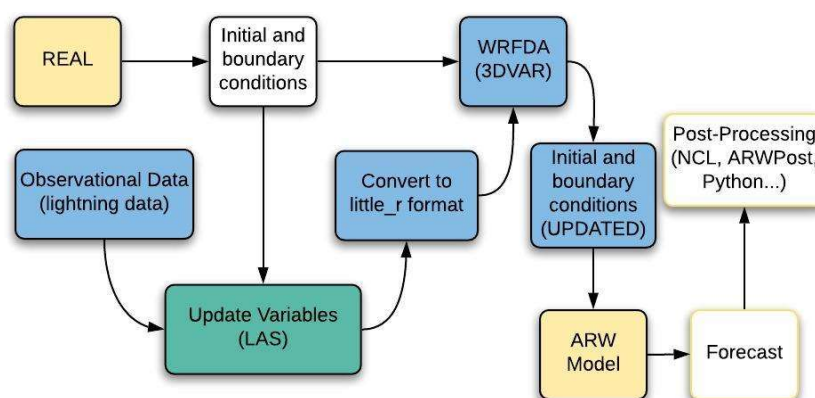 REAL
Initial and
boundary
conditions
WRFDA
(3DVAR)
Observational Data
(lightning data)
Convert to
little_r format
Initial and
boundary
conditions
(UPDATED)
Post-Processing
(NCL, ARWPost,
Python...)
Update Variables
(LAS)
ARW
Model
Forecast